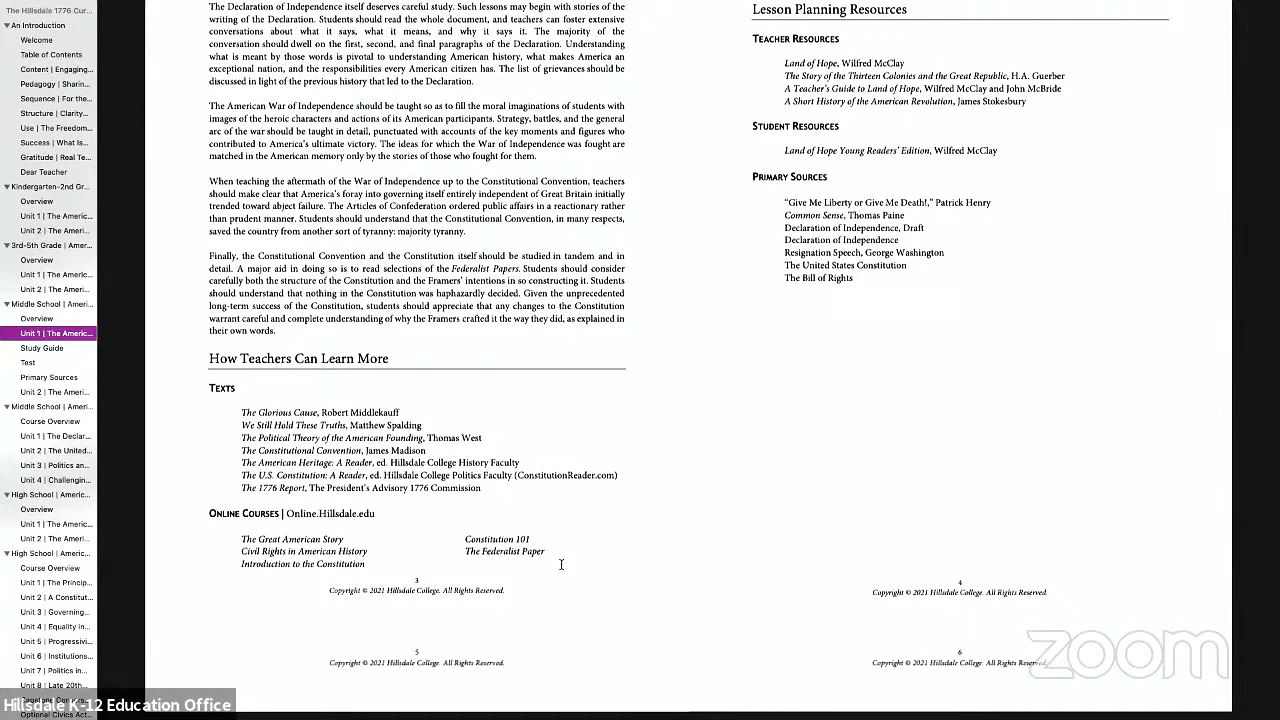 The Hillsdale 1776 Cur...
An Introduction
Welcome
Table of Contents
Content | Engaging...
Pedagogy | Sharin...
Sequence | For the...
Structure | Clarity...
Use | The Freedom...
Success | What Is...
Gratitude | Real Te...
Dear Teacher
Kindergarten-2nd Gr...
Overview
Unit 1 | The Americ...
Unit 2 | The Ameri...
3rd-5th Grade | Amer...
Overview
Unit 1 | The Americ...
Unit 2 | The Ameri...
Middle School | Ameri...
Overview
Unit 1 | The Americ...
Study Guide
Test
Primary Sources
Unit 2 | The Ameri...
Middle School | Ameri...
Course Overview
Unit 1 | The Declar...
Unit 2 | The United...
Unit 3 | Politics an...
Unit 4 | Challengin...
High School | Americ...
Overview
Unit 1 | The Americ...
Unit 2 | The Ameri...
High School | Americ...
Course Overview
Unit 1 | The Princip...
Unit 2 | A Constitut...
Unit 3 | Governing...
Unit 4 | Equality in...
Unit 5 | Progressivi...
Unit 6 | Institutions...
Unit 7 | Politics in...
Unit 8 | Late 20th...
Optional Civics Act...
The Declaration of Independence itself deserves careful study. Such lessons may begin with stories of the
writing of the Declaration. Students should read the whole document, and teachers can foster extensive
conversations about what it says, what it means, and why it says it. The majority of the
conversation should dwell on the first, second, and final paragraphs of the Declaration. Understanding
what is meant by those words is pivotal to understanding American history, what makes America an
exceptional nation, and the responsibilities every American citizen has. The list of grievances should be
discussed in light of the previous history that led to the Declaration.
The American War of Independence should be taught so as to fill the moral imaginations of students with
images of the heroic characters and actions of its American participants. Strategy, battles, and the general
arc of the war should be taught in detail, punctuated with accounts of the key moments and figures who
contributed to America's ultimate victory. The ideas for which the War of Independence was fought are
matched in the American memory only by the stories of those who fought for them.
When teaching the aftermath of the War of Independence up to the Constitutional Convention, teachers
should make clear that America's foray into governing itself entirely independent of Great Britain initially
trended toward abject failure. The Articles of Confederation ordered public affairs in a reactionary rather
than prudent manner. Students should understand that the Constitutional Convention, in many respects,
saved the country from another sort of tyranny: majority tyranny.
Finally, the Constitutional Convention and the Constitution itself should be studied in tandem and in
detail. A major aid in doing so is to read selections of the Federalist Papers. Students should consider
carefully both the structure of the Constitution and the Framers' intentions in so constructing it. Students
should understand that nothing in the Constitution was haphazardly decided. Given the unprecedented
long-term success of the Constitution, students should appreciate that any changes to the Constitution
warrant careful and complete understanding of why the Framers crafted it the way they did, as explained in
their own words.
How Teachers Can Learn More
TEXTS
The Glorious Cause, Robert Middlekauff
We Still Hold These Truths, Matthew Spalding
The Political Theory of the American Founding, Thomas West
The Constitutional Convention, James Madison
The American Heritage: A Reader, ed. Hillsdale College History Faculty
The U.S. Constitution: A Reader, ed. Hillsdale College Politics Faculty (ConstitutionReader.com)
The 1776 Report, The President's Advisory 1776 Commission
ONLINE COURSES | Online.Hillsdale.edu
The Great American Story
Civil Rights in American History
Introduction to the Constitution
Constitution 101
The Federalist Paper
3
Copyright © 2021 Hillsdale College. All Rights Reserved.
5
Copyright © 2021 Hillsdale College. All Rights Reserved.
Lesson Planning Resources
TEACHER RESOURCES
Land of Hope, Wilfred McClay
The Story of the Thirteen Colonies and the Great Republic, H.A. Guerber
A Teacher's Guide to Land of Hope, Wilfred McClay and John McBride
A Short History of the American Revolution, James Stokesbury
STUDENT RESOURCES
Land of Hope Young Readers' Edition, Wilfred McClay
PRIMARY SOURCES
"Give Me Liberty or Give Me Death!," Patrick Henry
Common Sense, Thomas Paine
Declaration of Independence, Draft
Declaration of Independence
Resignation Speech, George Washington
The United States Constitution
The Bill of Rights
4
Copyright © 2021 Hillsdale College. All Rights Reserved.
6
Copyright © 2021 Hillsdale College. All Rights Reserved.
zoom
Hillsdale K-12 Education Office